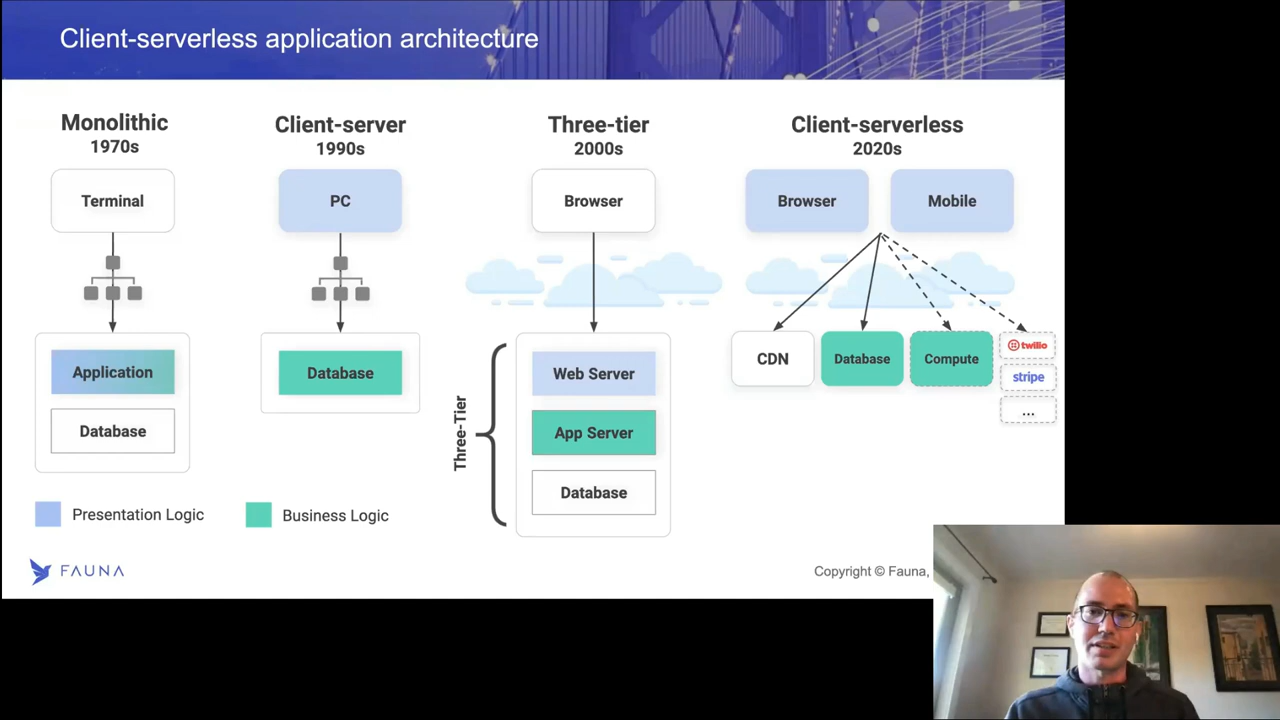 Client-serverless application architecture
Monolithic
1970s
Terminal
Application
Database
Client-server
1990s
PC
Database
Three-tier
2000s
Browser
Three-Tier
Web Server
App Server
Database
Client-serverless
2020s
Browser
Mobile
CDN
Database
Compute
twilio
stripe
...
Presentation Logic
Business Logic
FAUNA
Copyright © Fauna,